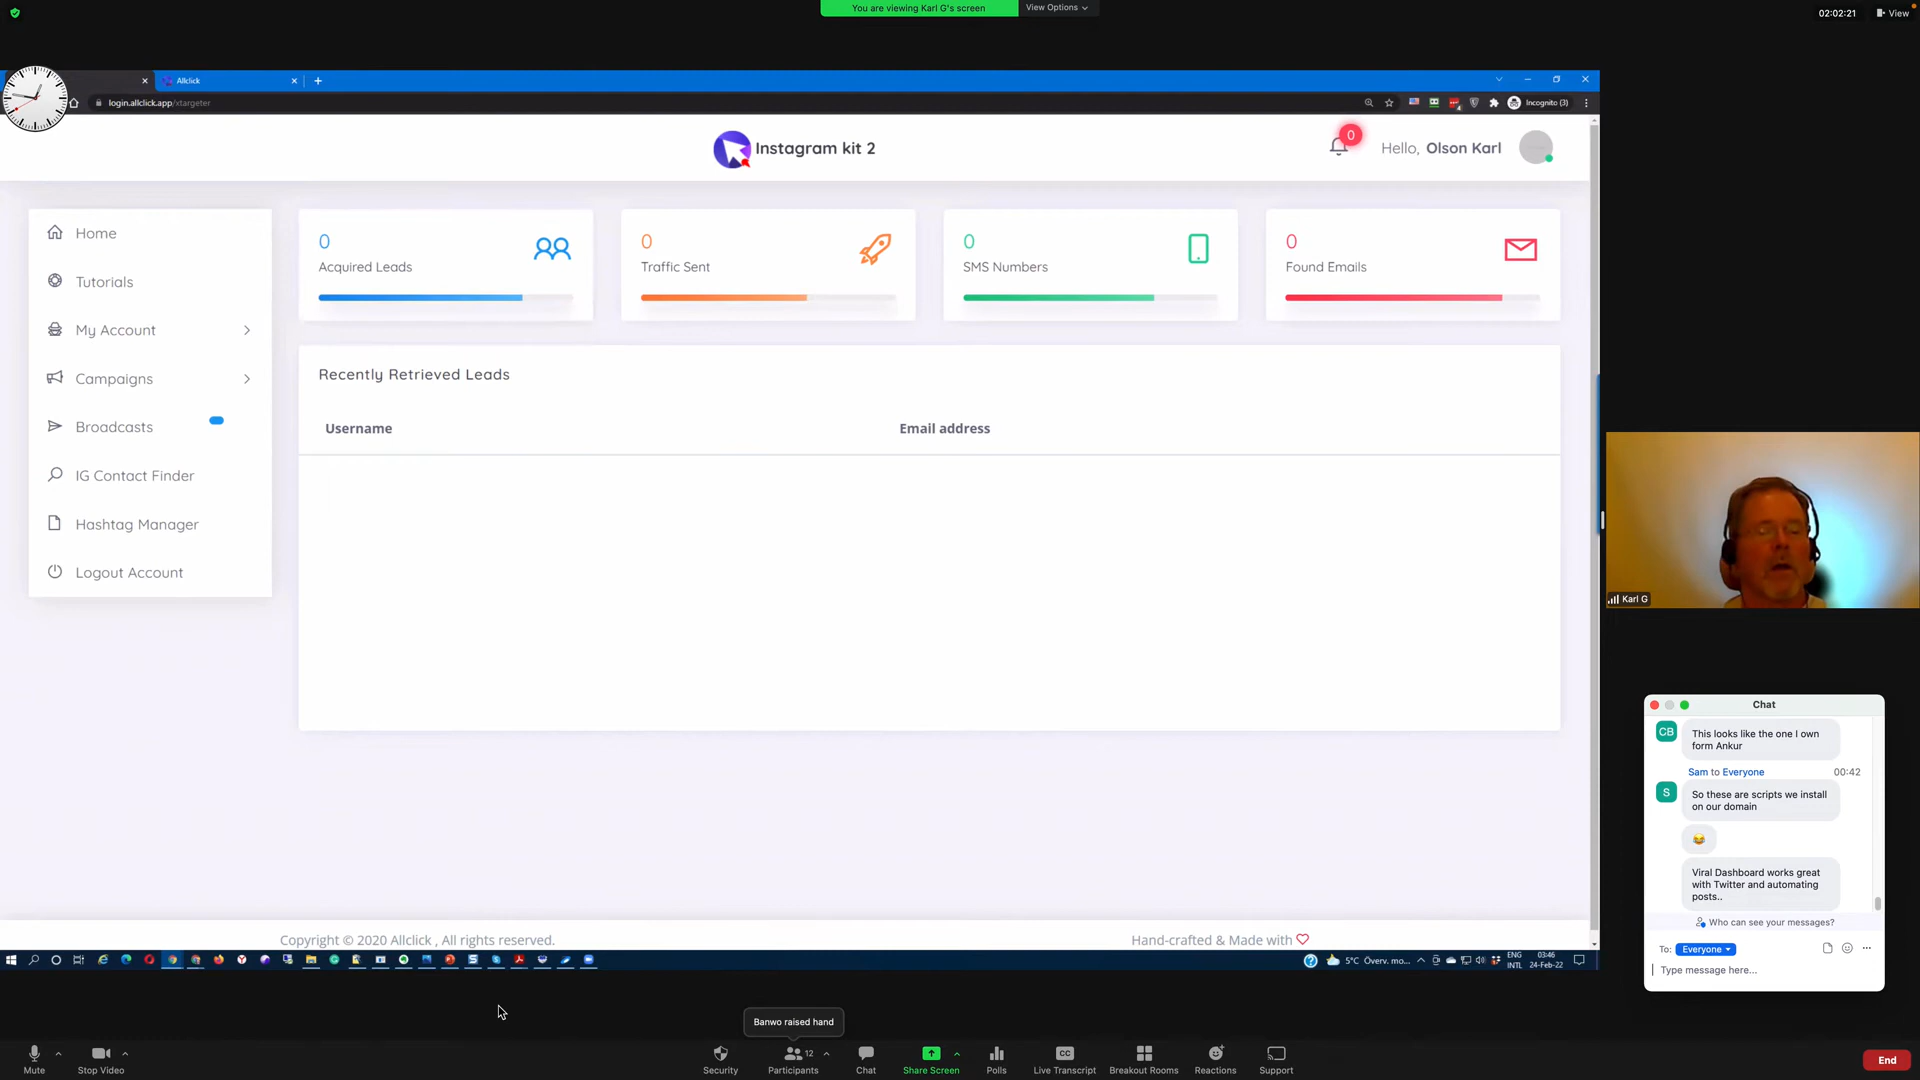 You are viewing Karl G's screen
View Options
02:02:21
View
Allclick
login.allclick.app/xtargeter
Incognito (3)
Instagram kit 2
0
Hello, Olson Karl
Home
Tutorials
My Account
Campaigns
Broadcasts
IG Contact Finder
Hashtag Manager
Logout Account
0
Acquired Leads
0
Traffic Sent
0
SMS Numbers
0
Found Emails
Recently Retrieved Leads
Username
Email address
Copyright © 2020 Allclick , All rights reserved.
Hand-crafted & Made with
5°C Överv. mo...
ENG
INTL
03:46
24-Feb-22
Karl G
Chat
CB
This looks like the one I own
form Ankur
Sam to Everyone
00:42
S
So these are scripts we install
on our domain
Viral Dashboard works great
with Twitter and automating
posts..
Who can see your messages?
To:
Everyone
Type message here...
Banwo raised hand
Mute
Stop Video
Security
12
Participants
Chat
Share Screen
Polls
CC
Live Transcript
Breakout Rooms
Reactions
Support
End